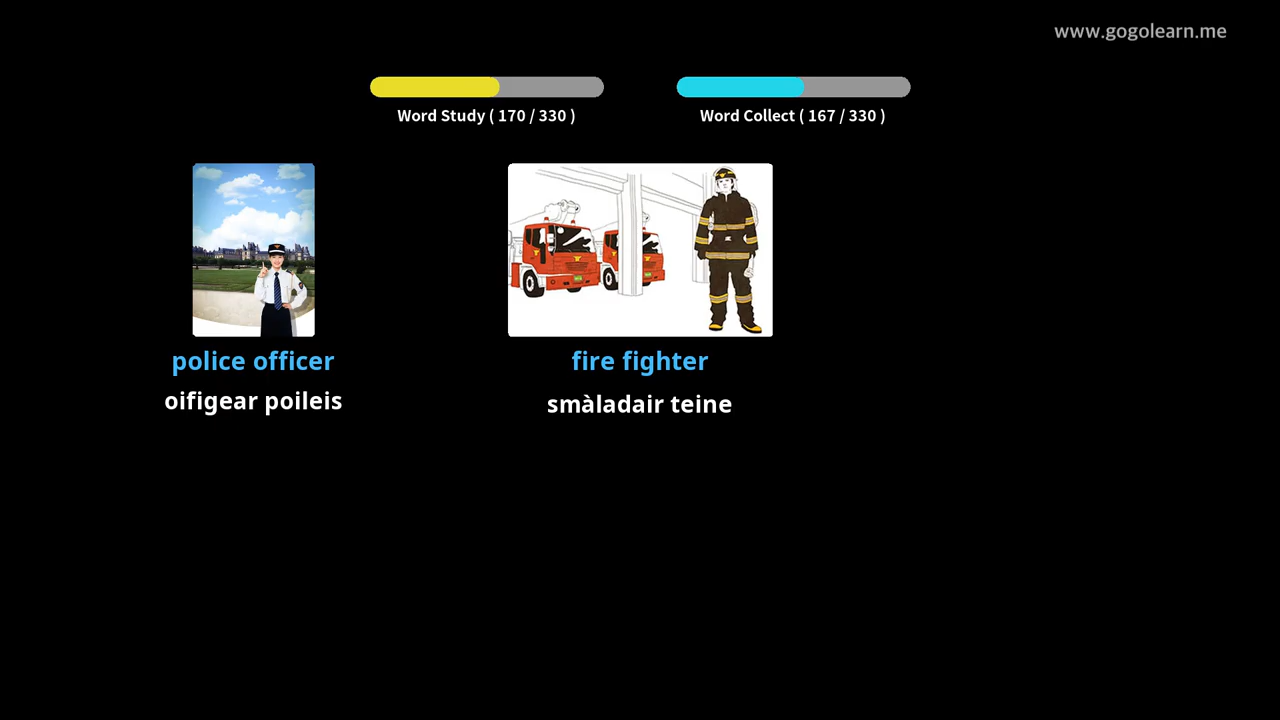 www.gogolearn.me
Word Study ( 170 / 330 )
Word Collect ( 167 / 330 )
police officer
oifigear poileis
fire fighter
smàladair teine